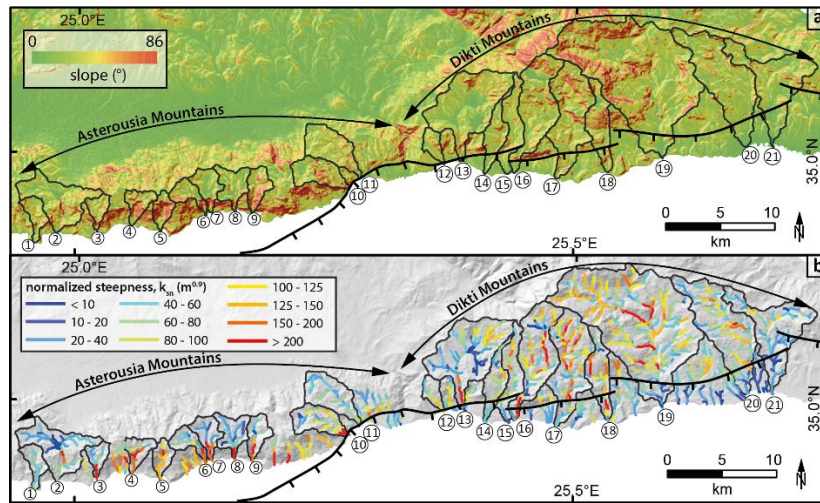 25.0°E
a
0
86
slope (°)
Dikti Mountains
Asterousia Mountains
35.0°N
1
2
3
4
5
6
7
8
9
10
11
12
13
14
15
16
17
18
19
20
21
25.5°E
0 5 10
km
N
25.0°E
b
normalized steepness, ksn (m0.9)
< 10
10 - 20
20 - 40
40 - 60
60 - 80
80 - 100
100 - 125
125 - 150
150 - 200
> 200
Dikti Mountains
Asterousia Mountains
35.0°N
1
2
3
4
5
6
7
8
9
10
11
12
13
14
15
16
17
18
19
20
21
25.5°E
0 5 10
km
N